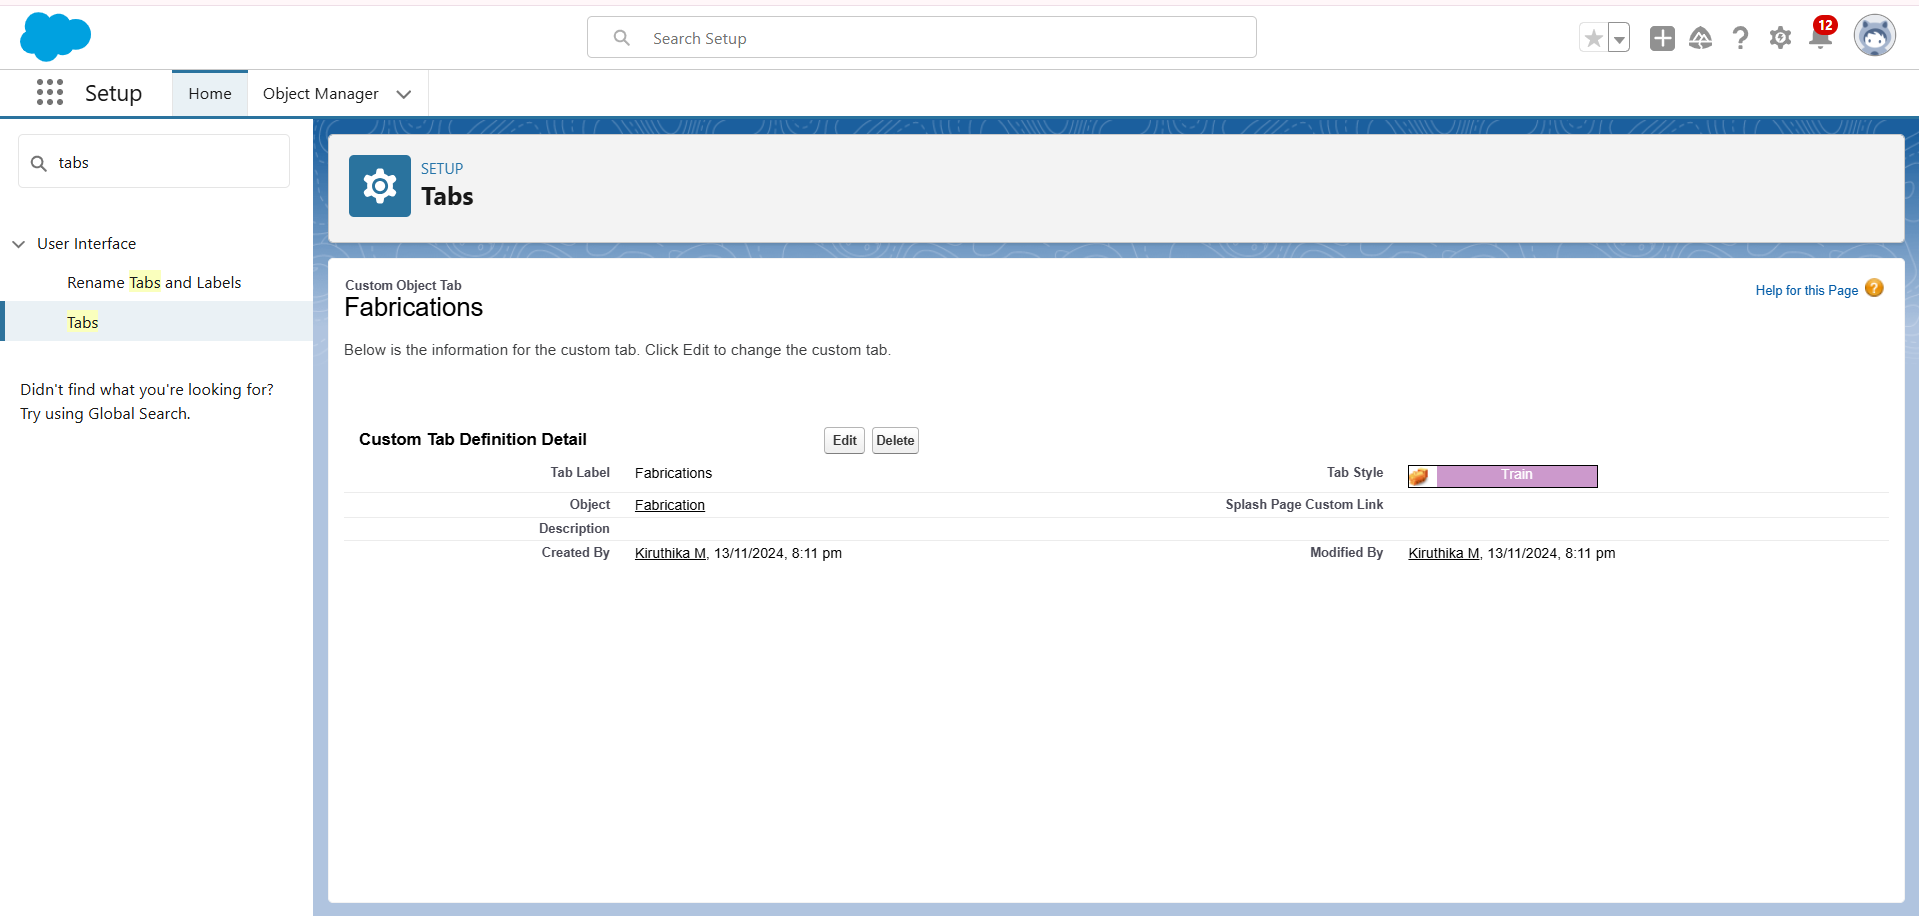 Search Setup
12
Setup
Home
Object Manager
tabs
User Interface
Rename Tabs and Labels
Tabs
Didn't find what you're looking for?
Try using Global Search.
SETUP
Tabs
Custom Object Tab
Fabrications
Help for this Page ?
Below is the information for the custom tab. Click Edit to change the custom tab.
Custom Tab Definition Detail Edit Delete
Tab Label Fabrications Tab Style Train
Object Fabrication Splash Page Custom Link
Description
Created By Kiruthika M, 13/11/2024, 8:11 pm Modified By Kiruthika M, 13/11/2024, 8:11 pm